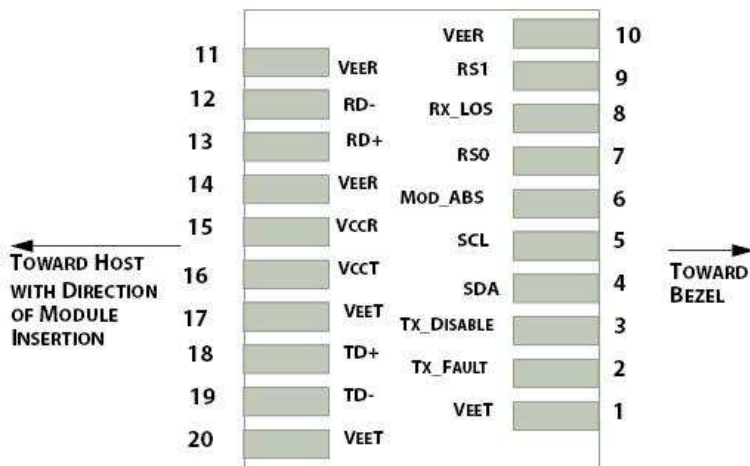 VEER 10
11 VEER
RS1 9
12 RD-
RX_LOS 8
13 RD+
RS0 7
14 VEER
MOD_ABS 6
15 VCCR
SCL 5
16 VCCT
SDA 4
17 VEET
TX_DISABLE 3
18 TD+
TX_FAULT 2
19 TD-
VEET 1
20 VEET
TOWARD HOST
WITH DIRECTION
OF MODULE
INSERTION
TOWARD
BEZEL